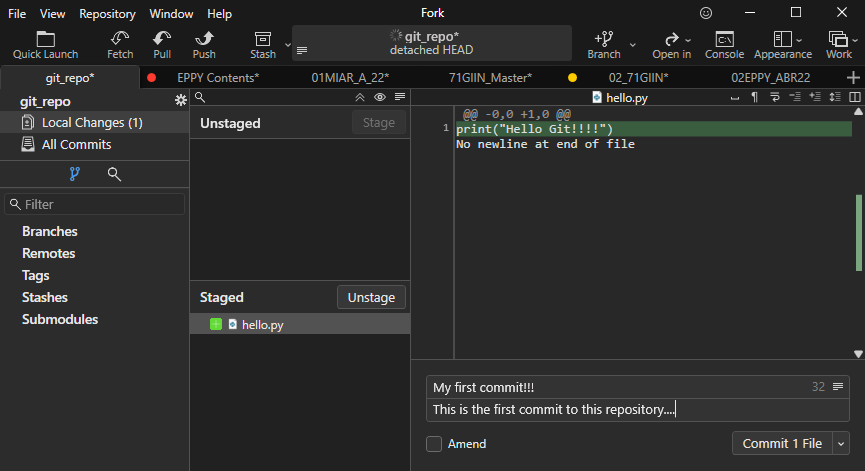 File View Repository Window Help Fork
Quick Launch Fetch Pull Push Stash git_repo* Branch Open in Console Appearance Work
detached HEAD
git_repo* EPPY Contents* 01MIAR_A_22* 71GIIN_Master* 02_71GIIN* 02EPPY_ABR22
git_repo
Local Changes (1)
All Commits
Filter
Branches
Remotes
Tags
Stashes
Submodules
Unstaged Stage
Staged Unstage
hello.py
hello.py
@@ -0,0 +1,0 @@
1 print("Hello Git!!!!")
No newline at end of file
My first commit!!! 32
This is the first commit to this repository....
Amend Commit 1 File